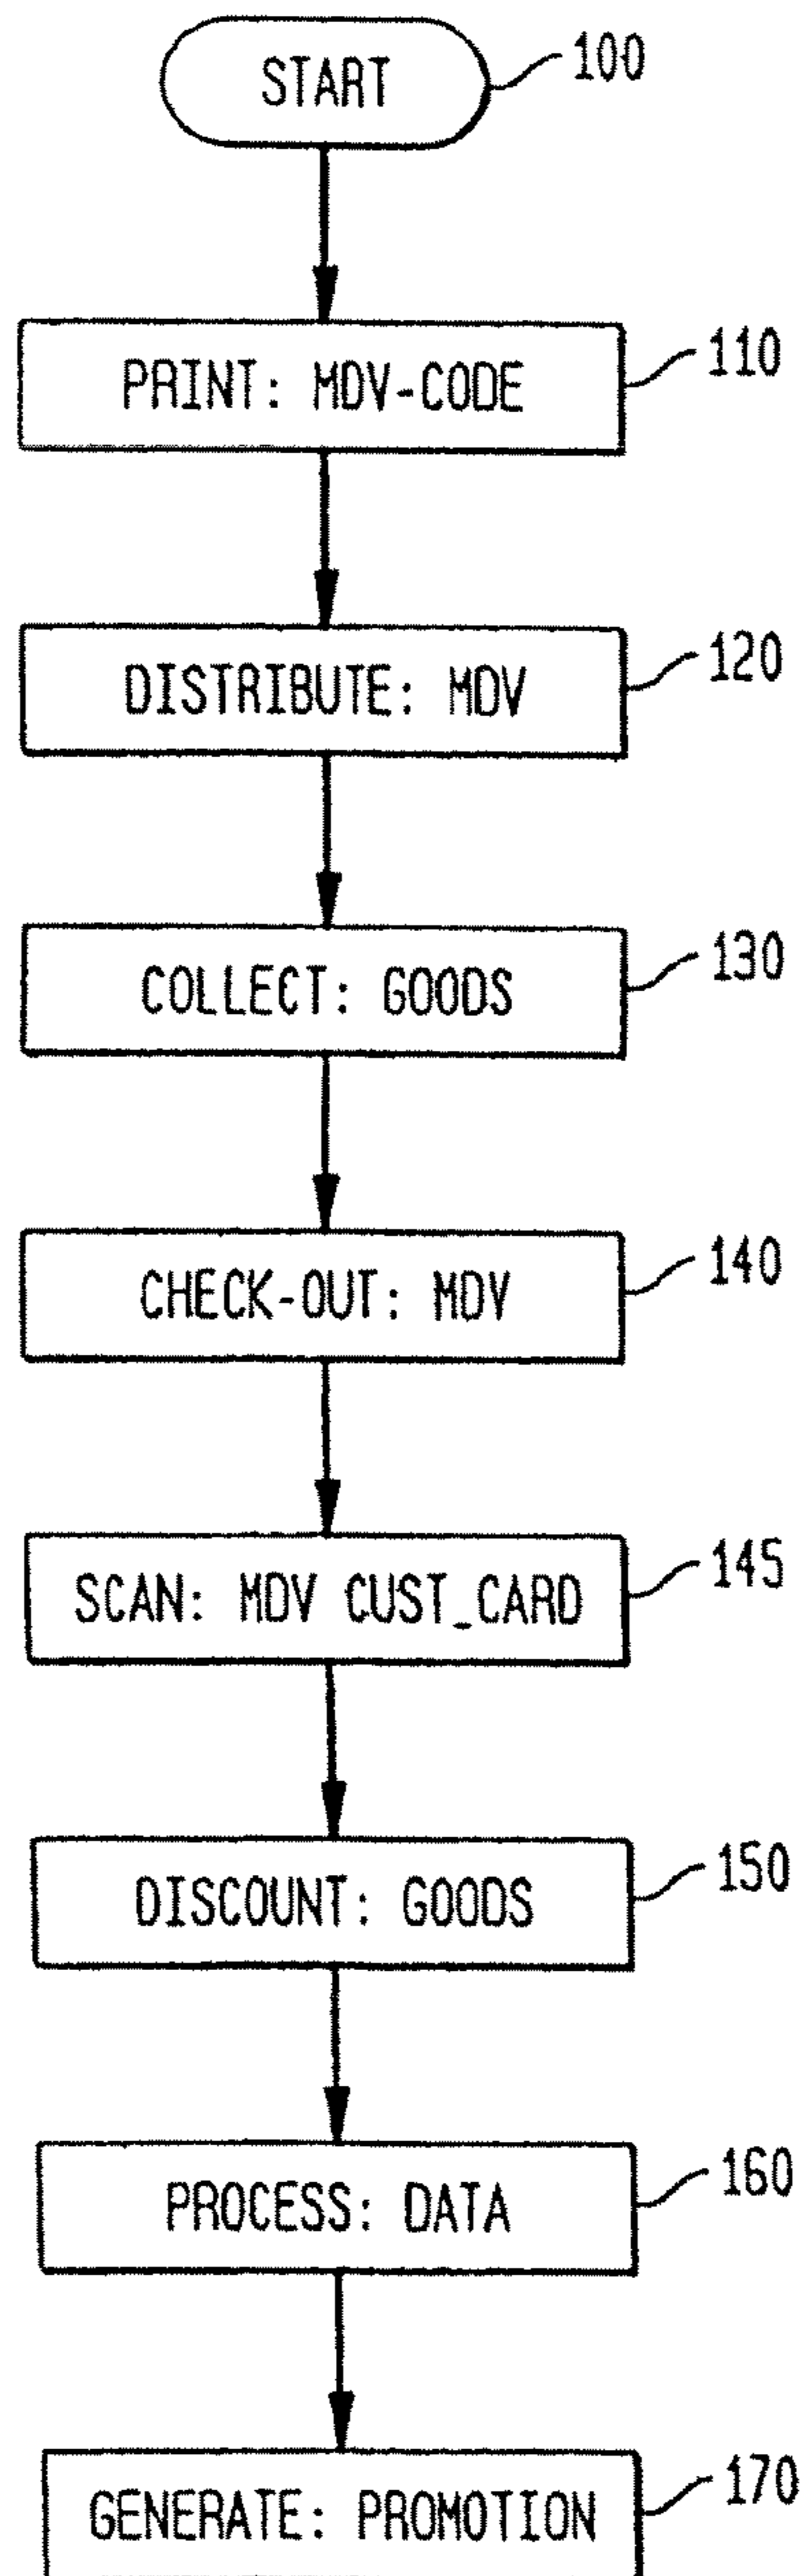 START 100
PRINT: MDV-CODE 110
DISTRIBUTE: MDV 120
COLLECT: GOODS 130
CHECK-OUT: MDV 140
SCAN: MDV CUST_CARD 145
DISCOUNT: GOODS 150
PROCESS: DATA 160
GENERATE: PROMOTION 170